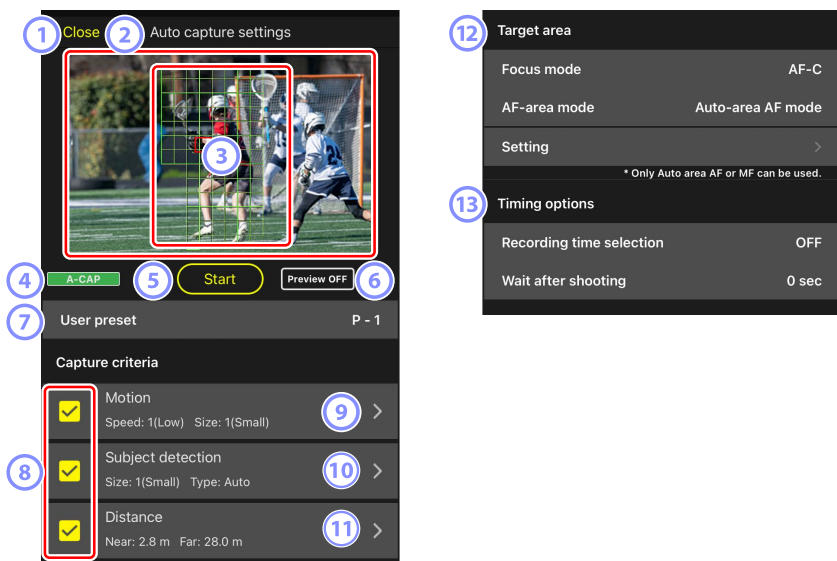 1 Close 2 Auto capture settings
3
4 A-CAP 5 Start Preview OFF 6
7 User preset P - 1
Capture criteria
8
Motion
Speed: 1(Low) Size: 1(Small) 9
Subject detection
Size: 1(Small) Type: Auto 10
Distance
Near: 2.8 m Far: 28.0 m 11
12 Target area
Focus mode AF-C
AF-area mode Auto-area AF mode
Setting
* Only Auto area AF or MF can be used.
13 Timing options
Recording time selection OFF
Wait after shooting 0 sec